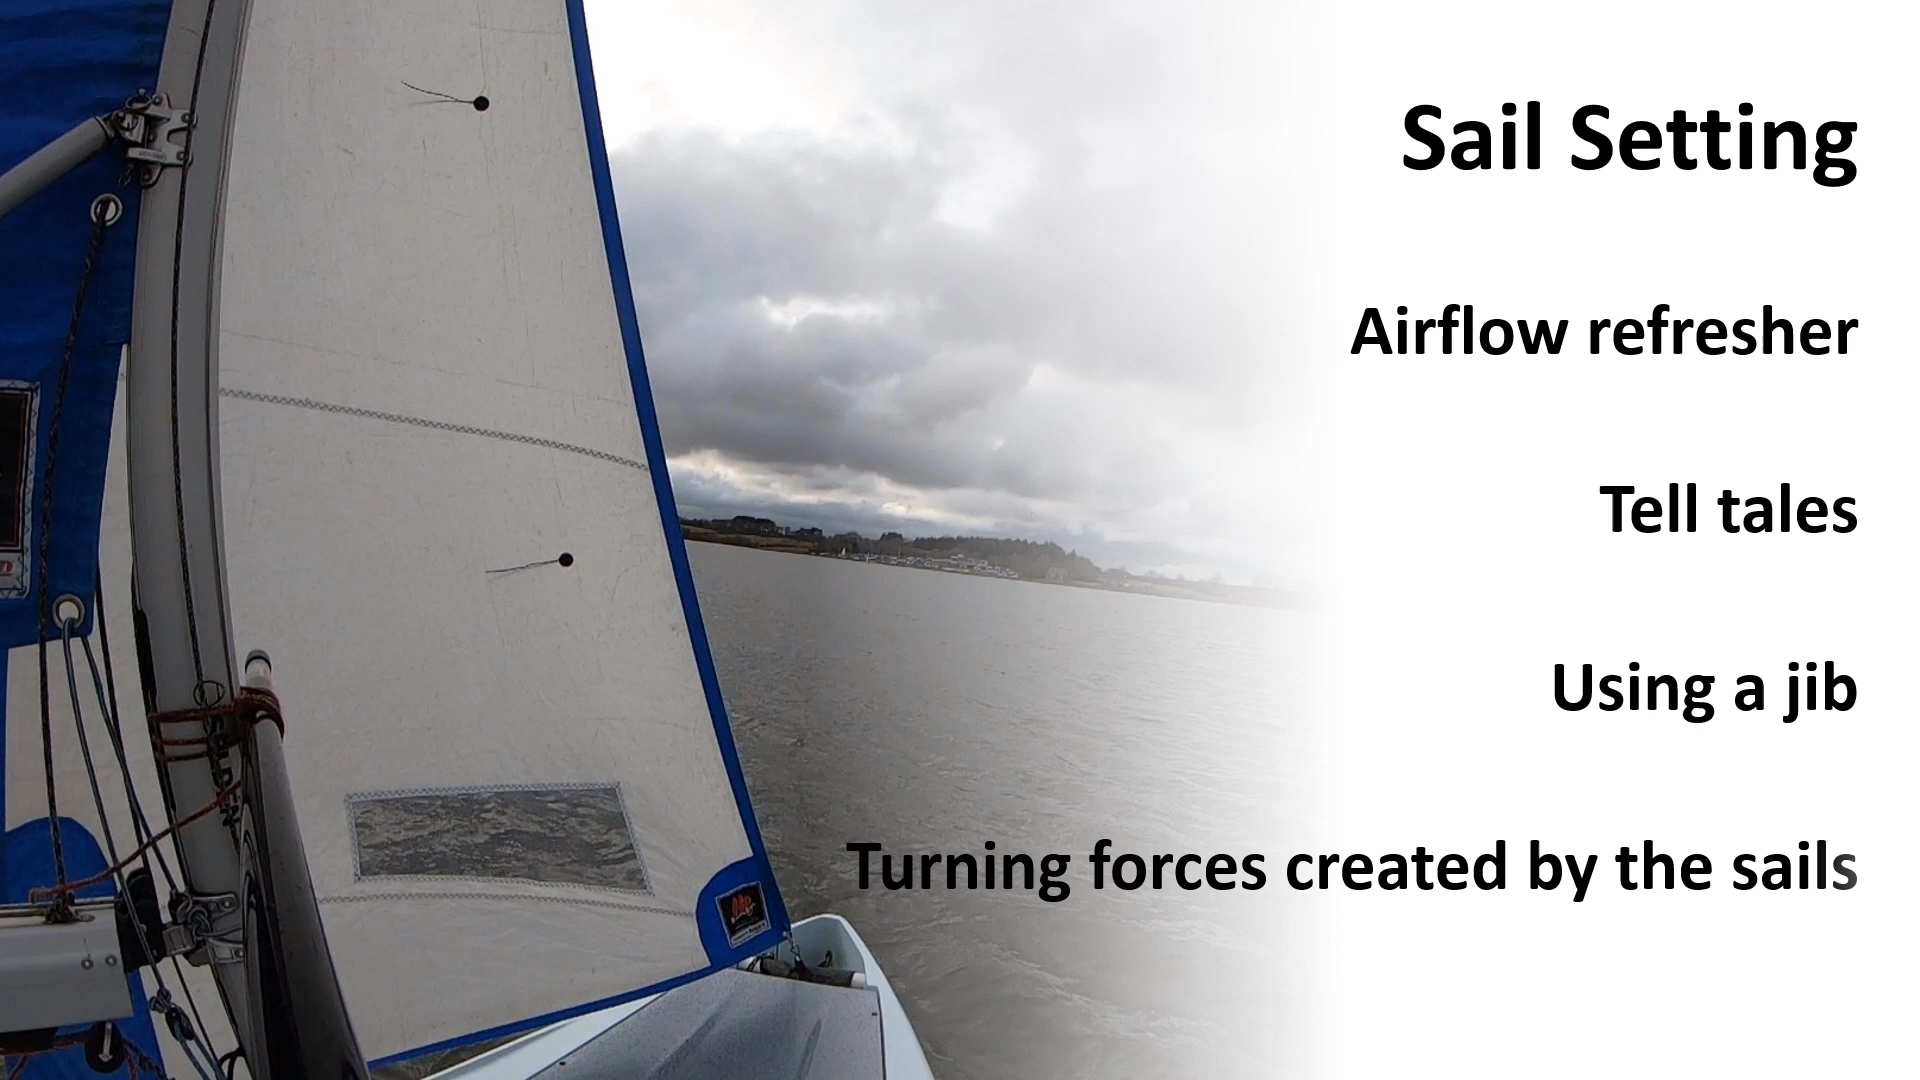 Sail Setting
Airflow refresher
Tell tales
Using a jib
Turning forces created by the sails